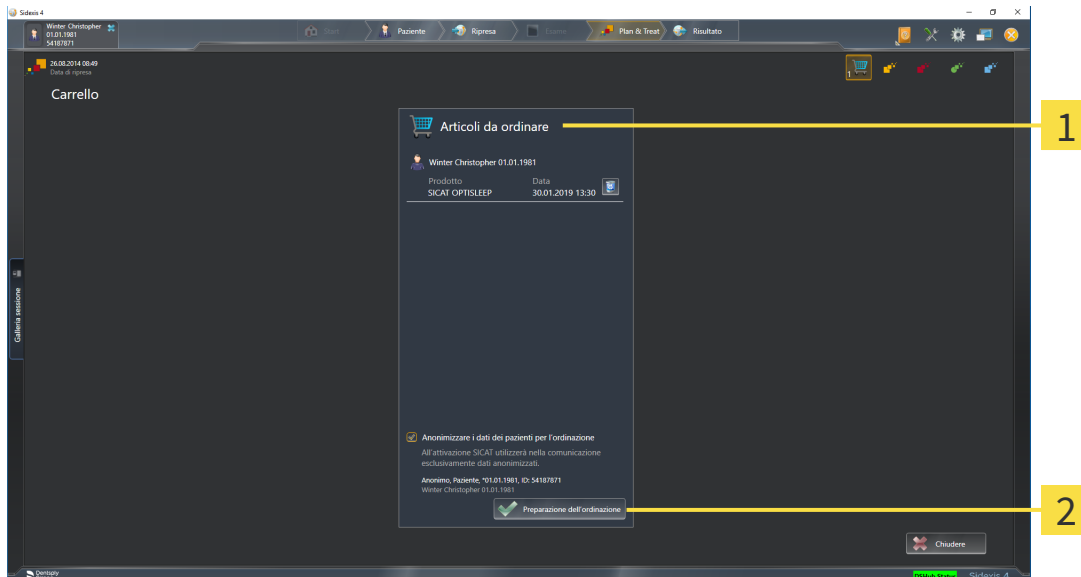 Sidexis 4
Winter Christopher
01.01.1981
54187871
Start
Paziente
Ripresa
Esame
Plan & Treat
Risultato
26.08.2014 08:49
Data di ripresa
1
Carrello
Articoli da ordinare
1
Winter Christopher 01.01.1981
Prodotto Data
SICAT OPTISLEEP 30.01.2019 13:30
Galleria sessione
Anonimizzare i dati dei pazienti per l'ordinazione
All'attivazione SICAT utilizzerà nella comunicazione
esclusivamente dati anonimizzati.
Anonimo, Paziente, *01.01.1981, ID: 54187871
Winter Christopher 01.01.1981
Preparazione dell'ordinazione
2
Chiudere
Dentsply
DSHub Status
Sidexis 4